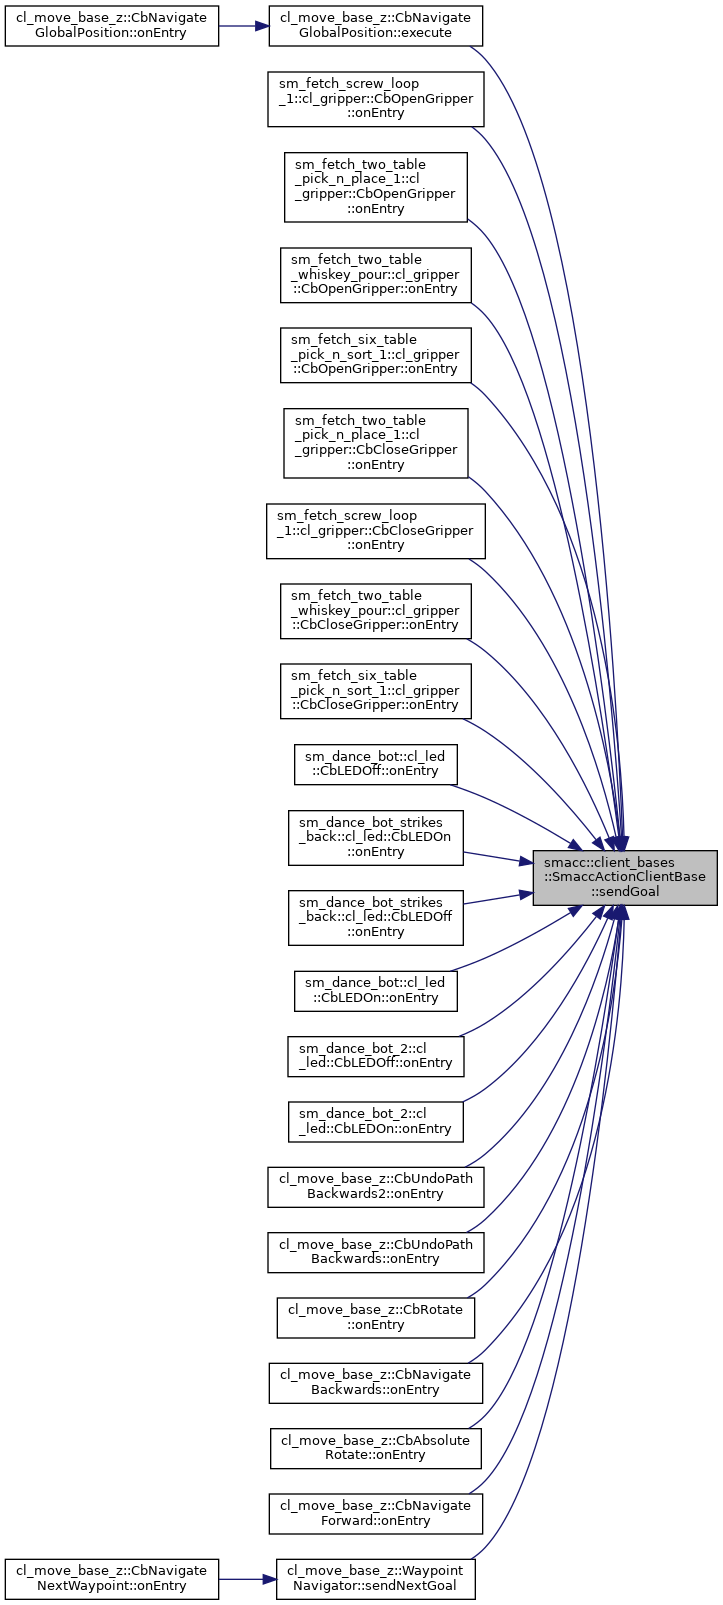 cl_move_base_z::CbNavigate
GlobalPosition::onEntry
cl_move_base_z::CbNavigate
GlobalPosition::execute
sm_fetch_screw_loop
_1::cl_gripper::CbOpenGripper
::onEntry
sm_fetch_two_table
_pick_n_place_1::cl
_gripper::CbOpenGripper
::onEntry
sm_fetch_two_table
_whiskey_pour::cl_gripper
::CbOpenGripper::onEntry
sm_fetch_six_table
_pick_n_sort_1::cl_gripper
::CbOpenGripper::onEntry
sm_fetch_two_table
_pick_n_place_1::cl
_gripper::CbCloseGripper
::onEntry
sm_fetch_screw_loop
_1::cl_gripper::CbCloseGripper
::onEntry
sm_fetch_two_table
_whiskey_pour::cl_gripper
::CbCloseGripper::onEntry
sm_fetch_six_table
_pick_n_sort_1::cl_gripper
::CbCloseGripper::onEntry
sm_dance_bot::cl_led
::CbLEDOff::onEntry
sm_dance_bot_strikes
_back::cl_led::CbLEDOn
::onEntry
smacc::client_bases
::SmaccActionClientBase
::sendGoal
sm_dance_bot_strikes
_back::cl_led::CbLEDOff
::onEntry
sm_dance_bot::cl_led
::CbLEDOn::onEntry
sm_dance_bot_2::cl
_led::CbLEDOff::onEntry
sm_dance_bot_2::cl
_led::CbLEDOn::onEntry
cl_move_base_z::CbUndoPath
Backwards2::onEntry
cl_move_base_z::CbUndoPath
Backwards::onEntry
cl_move_base_z::CbRotate
::onEntry
cl_move_base_z::CbNavigate
Backwards::onEntry
cl_move_base_z::CbAbsolute
Rotate::onEntry
cl_move_base_z::CbNavigate
Forward::onEntry
cl_move_base_z::CbNavigate
NextWaypoint::onEntry
cl_move_base_z::Waypoint
Navigator::sendNextGoal